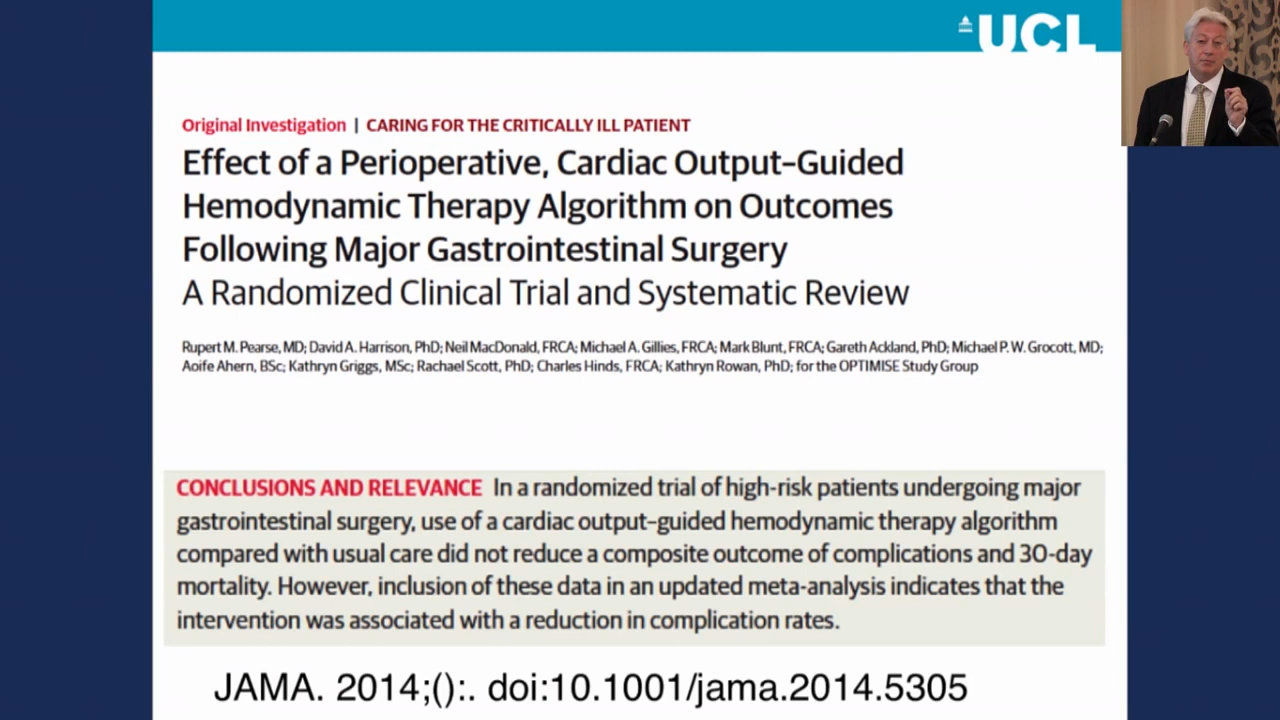 UCL
Original Investigation | CARING FOR THE CRITICALLY ILL PATIENT
Effect of a Perioperative, Cardiac Output–Guided
Hemodynamic Therapy Algorithm on Outcomes
Following Major Gastrointestinal Surgery
A Randomized Clinical Trial and Systematic Review
Rupert M. Pearse, MD; David A. Harrison, PhD; Neil MacDonald, FRCA; Michael A. Gillies, FRCA; Mark Blunt, FRCA; Gareth Ackland, PhD; Michael P. W. Grocott, MD;
Aoife Ahern, BSc; Kathryn Griggs, MSc; Rachael Scott, PhD; Charles Hinds, FRCA; Kathryn Rowan, PhD; for the OPTIMISE Study Group
CONCLUSIONS AND RELEVANCE In a randomized trial of high-risk patients undergoing major
gastrointestinal surgery, use of a cardiac output–guided hemodynamic therapy algorithm
compared with usual care did not reduce a composite outcome of complications and 30-day
mortality. However, inclusion of these data in an updated meta-analysis indicates that the
intervention was associated with a reduction in complication rates.
JAMA. 2014;():. doi:10.1001/jama.2014.5305